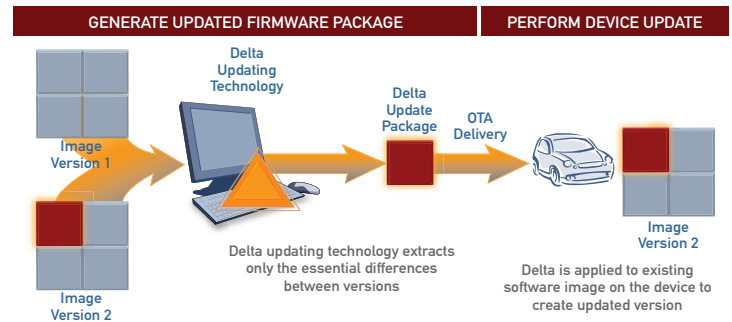 GENERATE UPDATED FIRMWARE PACKAGE
PERFORM DEVICE UPDATE
Image
Version 1
Image
Version 2
Delta
Updating
Technology
Delta updating technology extracts
only the essential differences
between versions
Delta
Update
Package
OTA
Delivery
Image
Version 2
Delta is applied to existing
software image on the device to
create updated version